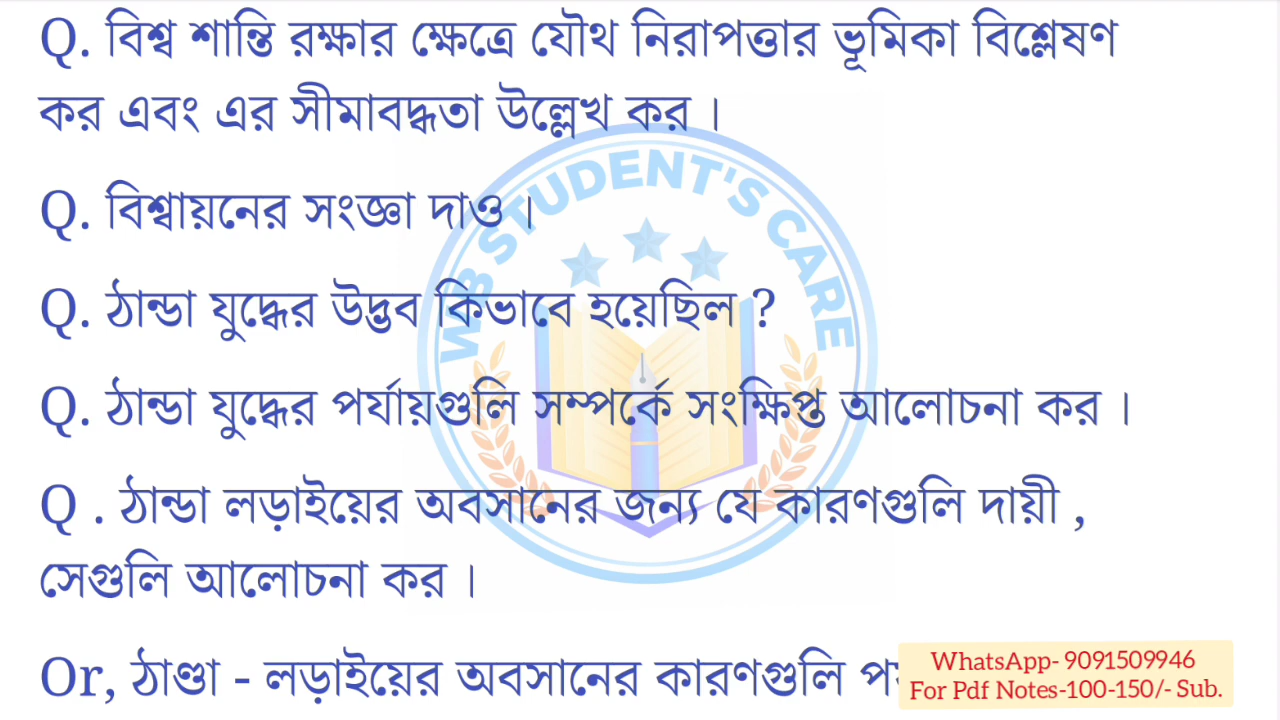 Q. বিশ্ব শান্তি রক্ষার ক্ষেত্রে যৌথ নিরাপত্তার ভূমিকা বিশ্লেষণ
কর এবং এর সীমাবদ্ধতা উল্লেখ কর ।
Q. বিশ্বায়নের সংজ্ঞা দাও ।
Q. ঠান্ডা যুদ্ধের উদ্ভব কিভাবে হয়েছিল ?
Q. ঠান্ডা যুদ্ধের পর্যায়গুলি সম্পর্কে সংক্ষিপ্ত আলোচনা কর ।
Q . ঠান্ডা লড়াইয়ের অবসানের জন্য যে কারণগুলি দায়ী ,
সেগুলি আলোচনা কর ।
Or, ঠাণ্ডা - লড়াইয়ের অবসানের কারণগুলি
WhatsApp- 9091509946
For Pdf Notes-100-150/- Sub.
WB STUDENT'S CARE